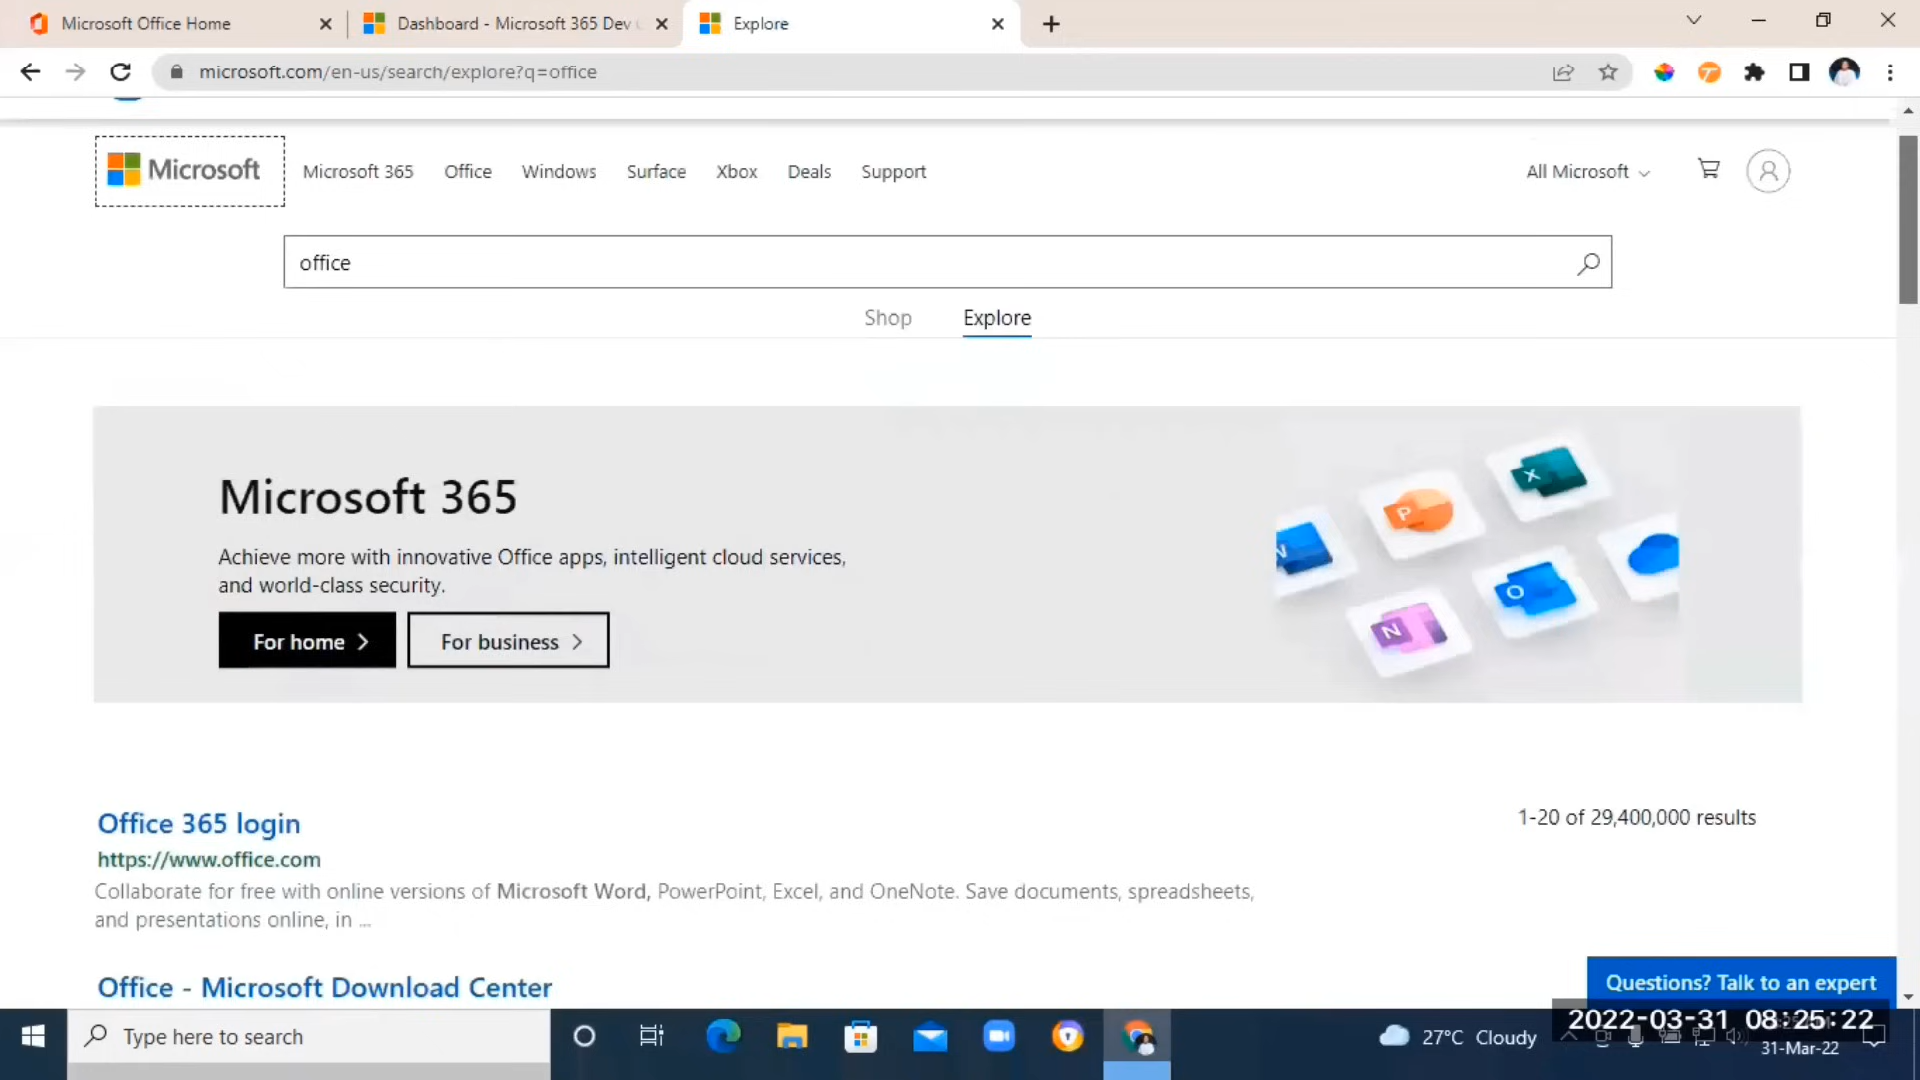 Microsoft Office Home
Dashboard - Microsoft 365 Dev
Explore
microsoft.com/en-us/search/explore?q=office
Microsoft
Microsoft 365
Office
Windows
Surface
Xbox
Deals
Support
All Microsoft
office
Shop
Explore
Microsoft 365
Achieve more with innovative Office apps, intelligent cloud services,
and world-class security.
For home
For business
Office 365 login
1-20 of 29,400,000 results
https://www.office.com
Collaborate for free with online versions of Microsoft Word, PowerPoint, Excel, and OneNote. Save documents, spreadsheets,
and presentations online, in ...
Office - Microsoft Download Center
Questions? Talk to an expert
Type here to search
27°C Cloudy
2022-03-31 08:25:22
31-Mar-22